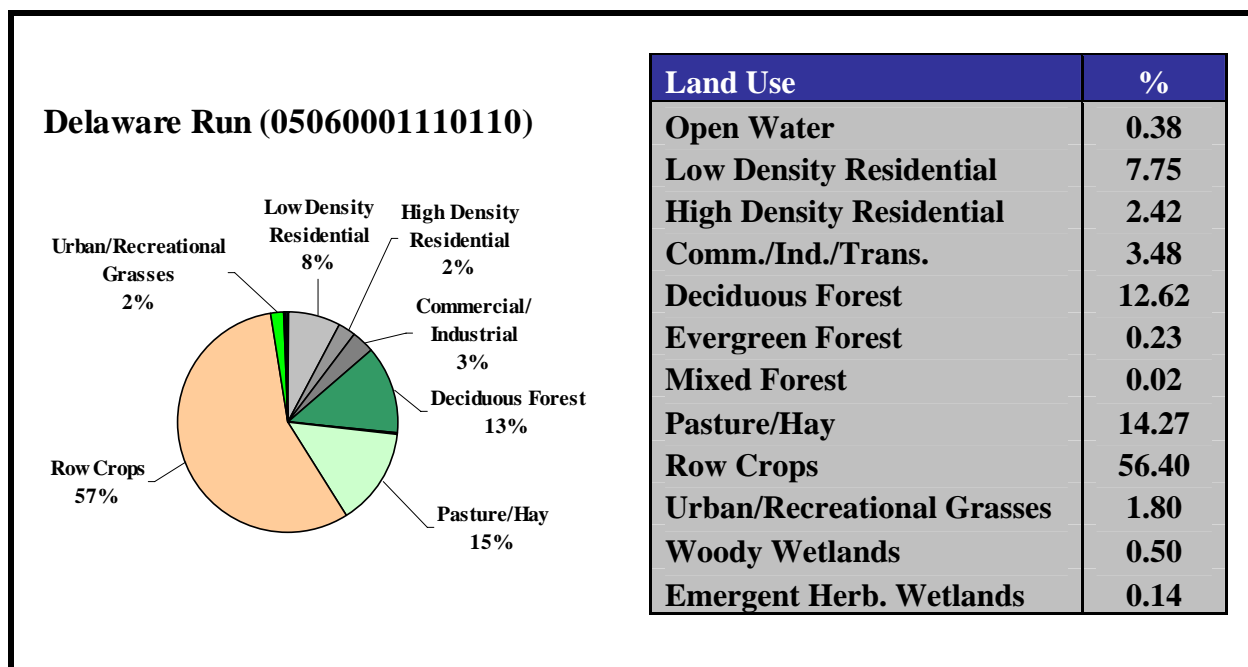 Delaware Run (05060001110110)
Low Density
Residential
8%
High Density
Residential
2%
Urban/Recreational
Grasses
2%
Commercial/
Industrial
3%
Deciduous Forest
13%
Row Crops
57%
Pasture/Hay
15%
Land Use %
Open Water 0.38
Low Density Residential 7.75
High Density Residential 2.42
Comm./Ind./Trans. 3.48
Deciduous Forest 12.62
Evergreen Forest 0.23
Mixed Forest 0.02
Pasture/Hay 14.27
Row Crops 56.40
Urban/Recreational Grasses 1.80
Woody Wetlands 0.50
Emergent Herb. Wetlands 0.14